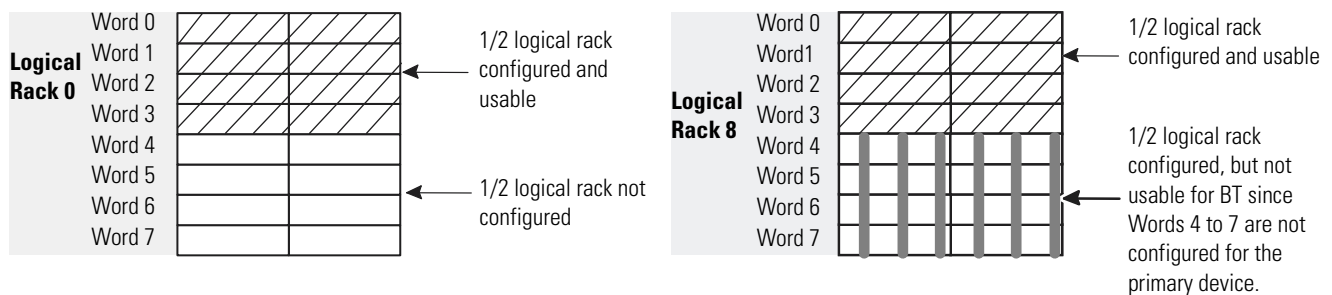 Logical
Rack 0
Word 0
Word 1
Word 2
Word 3
Word 4
Word 5
Word 6
Word 7
1/2 logical rack
configured and
usable
1/2 logical rack not
configured
Logical
Rack 8
Word 0
Word1
Word 2
Word 3
Word 4
Word 5
Word 6
Word 7
1/2 logical rack
configured and usable
1/2 logical rack
configured, but not
usable for BT since
Words 4 to 7 are not
configured for the
primary device.